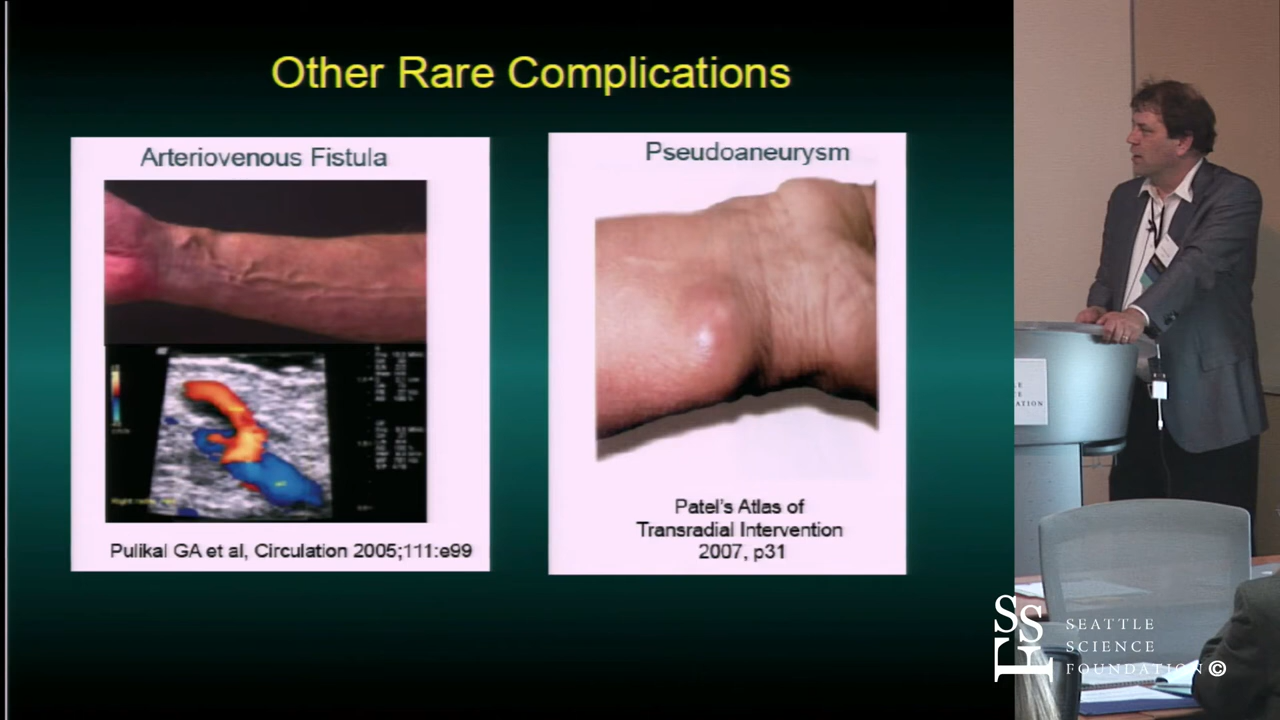 Other Rare Complications
Arteriovenous Fistula
Pulikal GA et al, Circulation 2005;111:e99
Pseudoaneurysm
Patel's Atlas of
Transradial Intervention
2007, p31
SSF
SEATTLE
SCIENCE
FOUNDATION©